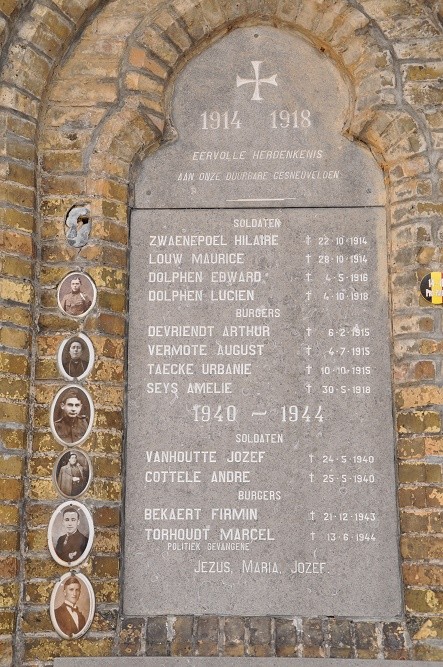 1914 1918
EERVOLLE HERDENKENIS
AAN ONZE DUURBARE GESNEUVELDEN
SOLDATEN
ZWAENEPOEL HILAIRE † 22-10-1914
LOUW MAURICE † 28-10-1914
DOLPHEN EDWARD † 4-5-1916
DOLPHEN LUCIEN † 4-10-1918
BURGERS
DEVRIENDT ARTHUR † 6-2-1915
VERMOTE AUGUST † 4-7-1915
TAECKE URBANIE † 10-10-1915
SEYS AMELIE † 30-5-1918
1940 – 1944
SOLDATEN
VANHOUTTE JOZEF † 24-5-1940
COTTELE ANDRE † 25-5-1940
BURGERS
BEKAERT FIRMIN † 21-12-1943
TORHOUDT MARCEL † 13-6-1944
POLITIEK GEVANGENE
JEZUS, MARIA, JOZEF.